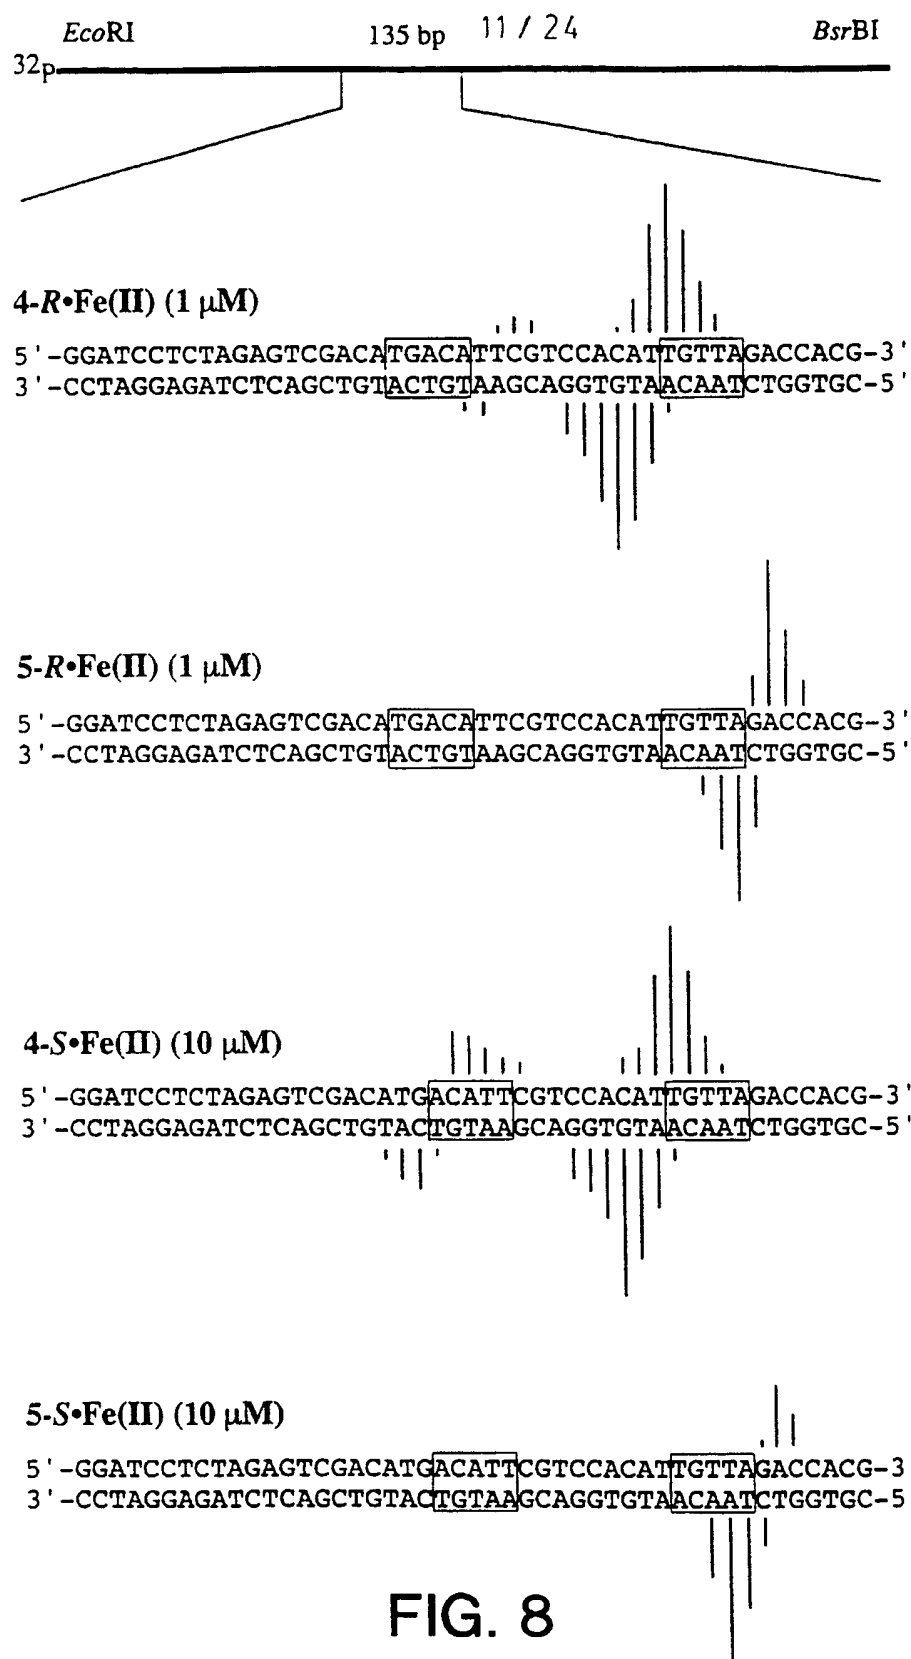 EcoRI 135 bp 11 / 24 BsrBI
32P
4-R•Fe(II) (1 μM)
5'-GGATCCTCTAGAGTCGACATGACATTCGTCCACATTGTTAGACCACG-3'
3'-CCTAGGAGATCTCAGCTGTACTGTAAGCAGGTGTAACAATCTGGTGC-5'
5-R•Fe(II) (1 μM)
5'-GGATCCTCTAGAGTCGACATGACATTCGTCCACATTGTTAGACCACG-3'
3'-CCTAGGAGATCTCAGCTGTACTGTAAGCAGGTGTAACAATCTGGTGC-5'
4-S•Fe(II) (10 μM)
5'-GGATCCTCTAGAGTCGACATGACATTCGTCCACATTGTTAGACCACG-3'
3'-CCTAGGAGATCTCAGCTGTACTGTAAGCAGGTGTAACAATCTGGTGC-5'
5-S•Fe(II) (10 μM)
5'-GGATCCTCTAGAGTCGACATGACATTCGTCCACATTGTTAGACCACG-3
3'-CCTAGGAGATCTCAGCTGTACTGTAAGCAGGTGTAACAATCTGGTGC-5
FIG. 8